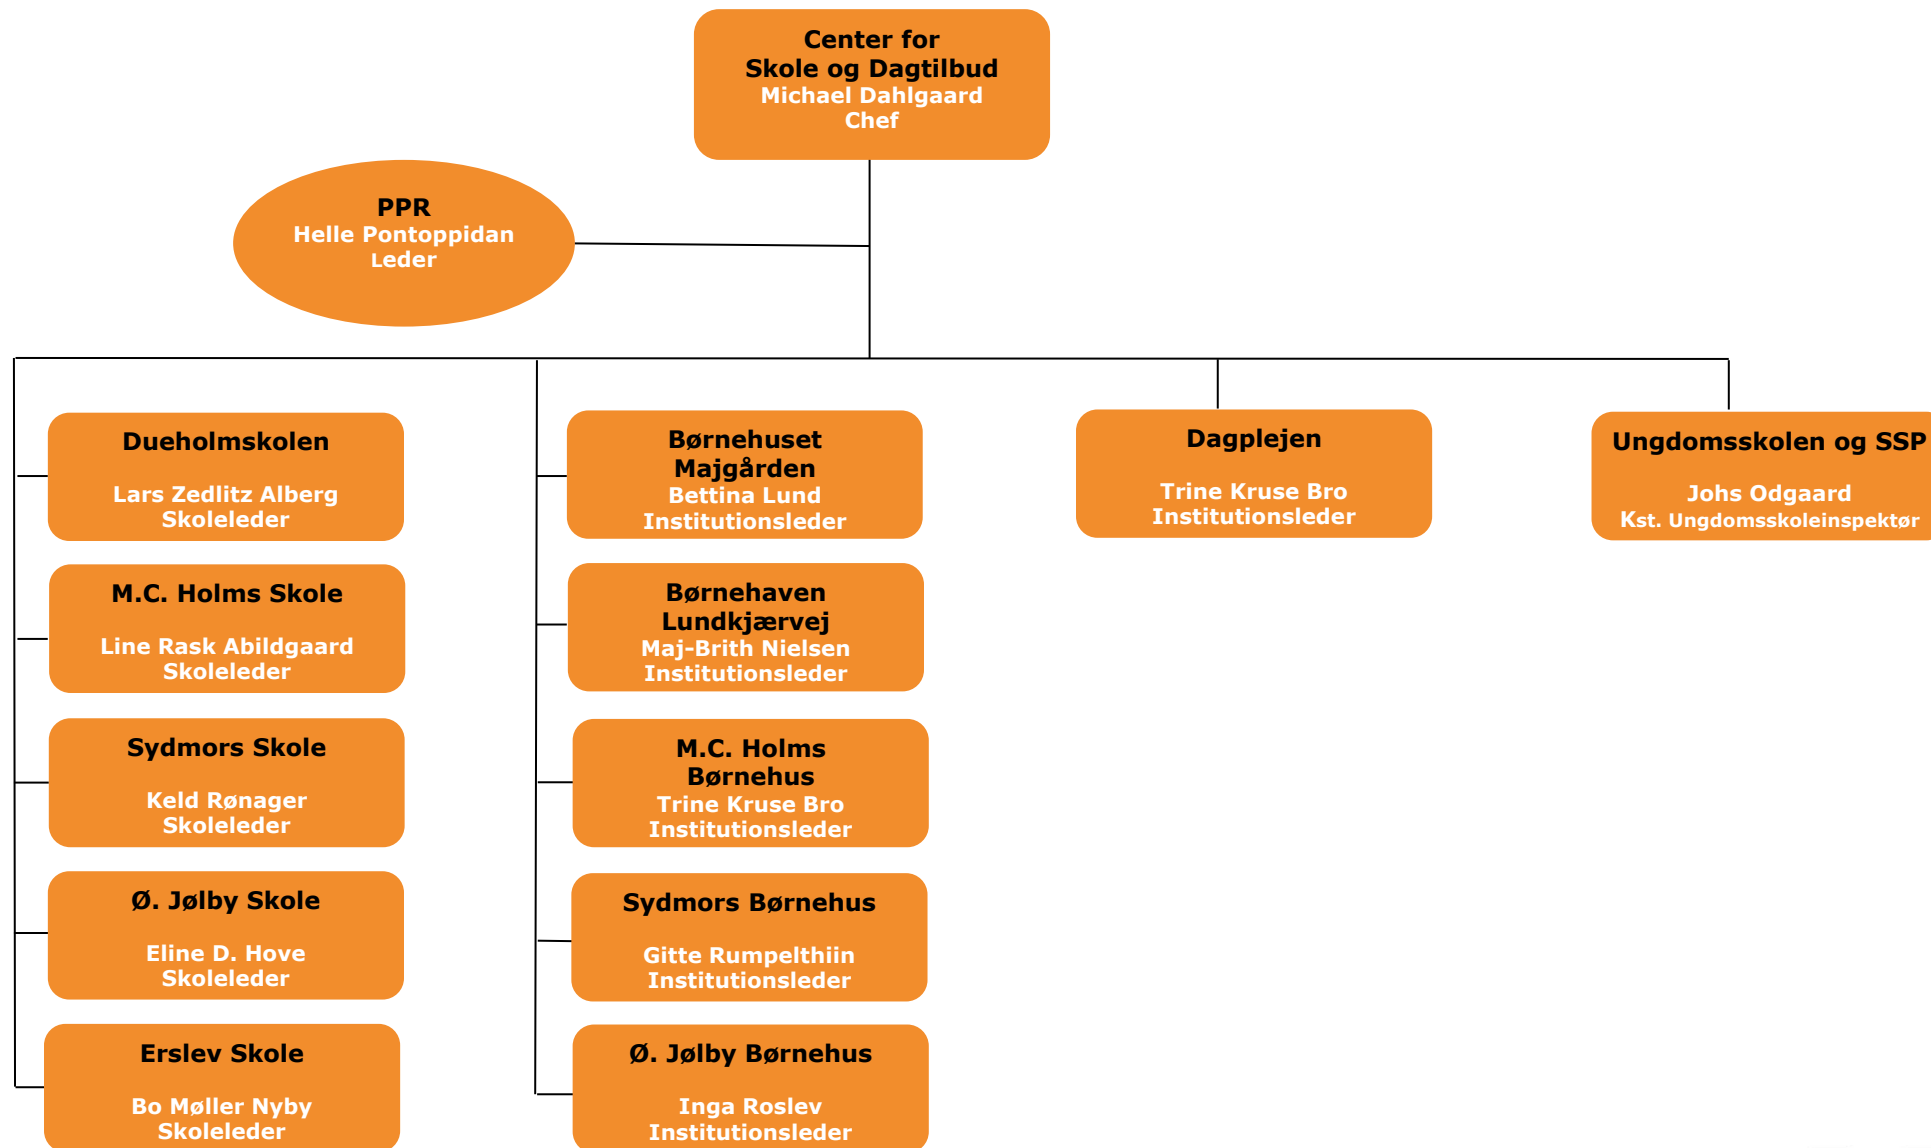 Center for
Skole og Dagtilbud
Michael Dahlgaard
Chef
PPR
Helle Pontoppidan
Leder
Dueholmskolen
Lars Zedlitz Alberg
Skoleleder
M.C. Holms Skole
Line Rask Abildgaard
Skoleleder
Sydmors Skole
Keld Rønager
Skoleleder
Ø. Jølby Skole
Eline D. Hove
Skoleleder
Erslev Skole
Bo Møller Nyby
Skoleleder
Børnehuset
Majgården
Bettina Lund
Institutionsleder
Børnehaven
Lundkjærvej
Maj-Brith Nielsen
Institutionsleder
M.C. Holms
Børnehus
Trine Kruse Bro
Institutionsleder
Sydmors Børnehus
Gitte Rumpelthiin
Institutionsleder
Ø. Jølby Børnehus
Inga Roslev
Institutionsleder
Dagplejen
Trine Kruse Bro
Institutionsleder
Ungdomsskolen og SSP
Johs Odgaard
Kst. Ungdomsskoleinspektør